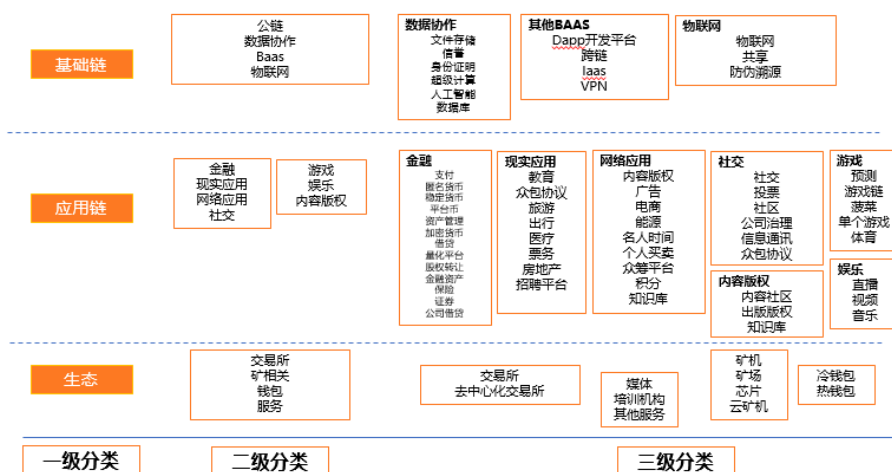 基础链
公链
数据协作
Baas
物联网
数据协作
文件存储
信誉
身份证明
超级计算
人工智能
数据库
其他BAAS
Dapp开发平台
跨链
Iaas
VPN
物联网
物联网
共享
防伪溯源
应用链
金融
现实应用
网络应用
社交
游戏
娱乐
内容版权
金融
支付
匿名货币
稳定货币
平台币
资产管理
加密货币
借贷
量化平台
股权转让
金融资产
保险
证券
公司借贷
现实应用
教育
众包协议
旅游
出行
医疗
票务
房地产
招聘平台
网络应用
内容版权
广告
电商
能源
名人时间
个人买卖
众筹平台
积分
知识库
社交
社交
投票
社区
公司治理
信息通讯
众包协议
内容版权
内容社区
出版版权
知识库
游戏
预测
游戏链
菠菜
单个游戏
体育
娱乐
直播
视频
音乐
生态
交易所
矿相关
钱包
服务
交易所
去中心化交易所
媒体
培训机构
其他服务
矿机
矿场
芯片
云矿机
冷钱包
热钱包
一级分类
二级分类
三级分类